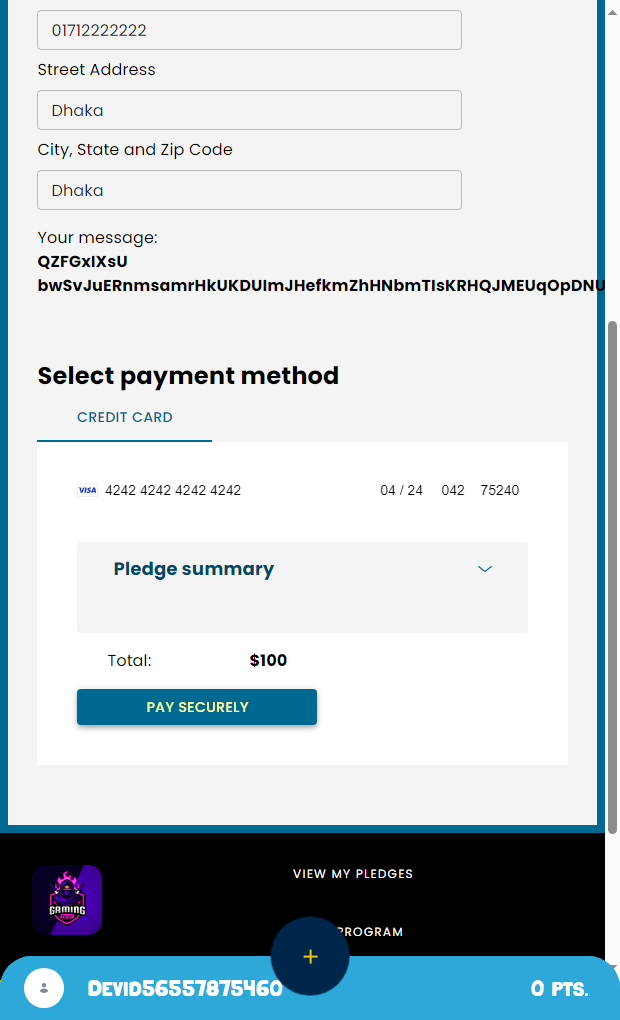 01712222222
Street Address
Dhaka
City, State and Zip Code
Dhaka
Your message:
QZFGxIXsU
bwSvJuERnmsamrHkUKDUImJHefkmZhHNbmTIsKRHQJMEUqOpDNU
Select payment method
CREDIT CARD
VISA 4242 4242 4242 4242 04 / 24 042 75240
Pledge summary
Total: $100
PAY SECURELY
VIEW MY PLEDGES
GAMING
PROGRAM
+
Devid56557875460 0 PTS.